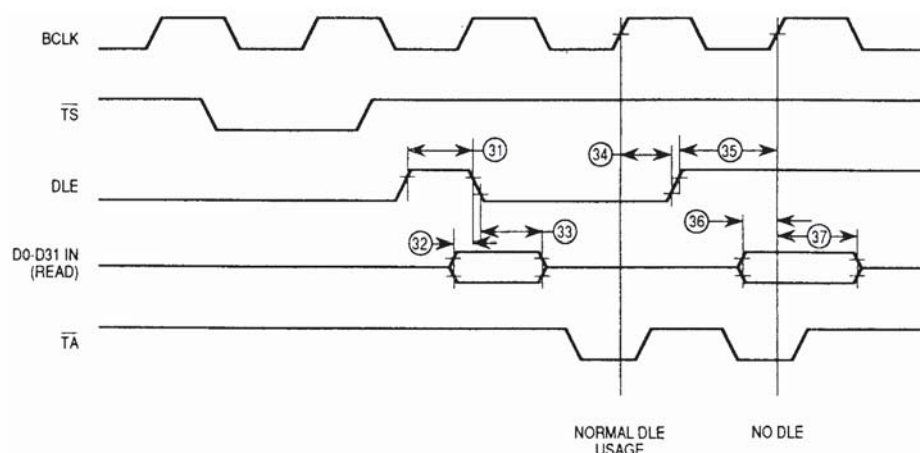 BCLK
TS
31
34
35
DLE
36
32
33
37
D0-D31 IN
(READ)
TA
NORMAL DLE
USAGE
NO DLE